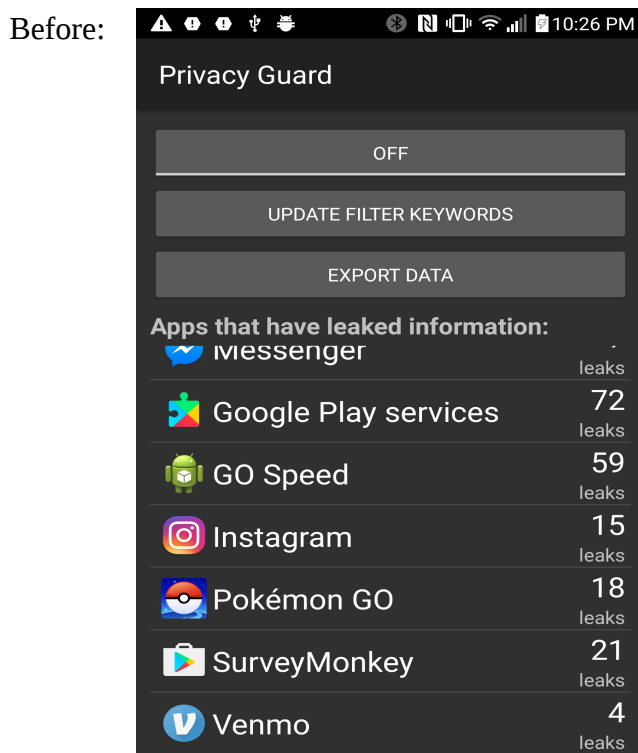 Before:
10:26 PM
Privacy Guard
OFF
UPDATE FILTER KEYWORDS
EXPORT DATA
Apps that have leaked information:
Messenger
leaks
Google Play services 72
leaks
GO Speed 59
leaks
Instagram 15
leaks
Pokémon GO 18
leaks
SurveyMonkey 21
leaks
Venmo 4
leaks